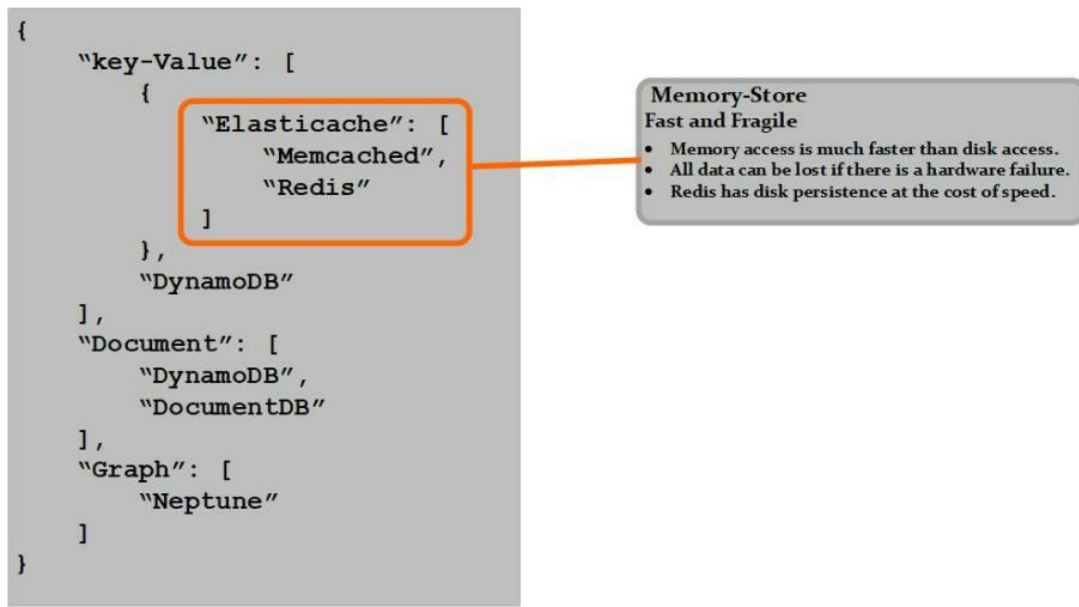 {
“key-Value”: [
{
“Elasticache”: [
“Memcached”,
“Redis”
]
},
“DynamoDB”
],
“Document”: [
“DynamoDB”,
“DocumentDB”
],
“Graph”: [
“Neptune”
]
}
Memory-Store
Fast and Fragile
• Memory access is much faster than disk access.
• All data can be lost if there is a hardware failure.
• Redis has disk persistence at the cost of speed.